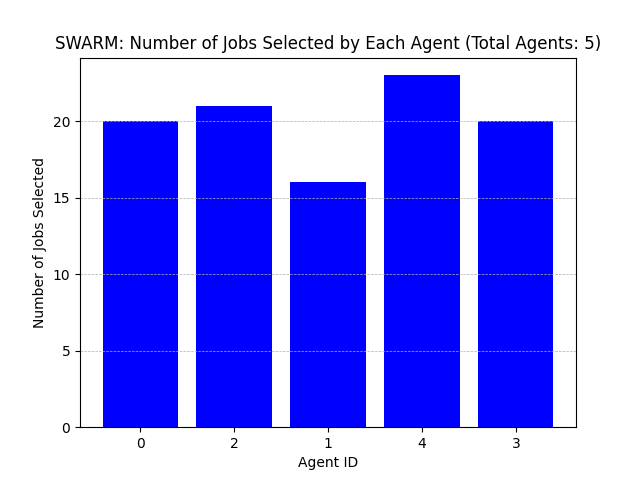 SWARM: Number of Jobs Selected by Each Agent (Total Agents: 5)
Number of Jobs Selected
20
15
10
5
0
0 2 1 4 3
Agent ID